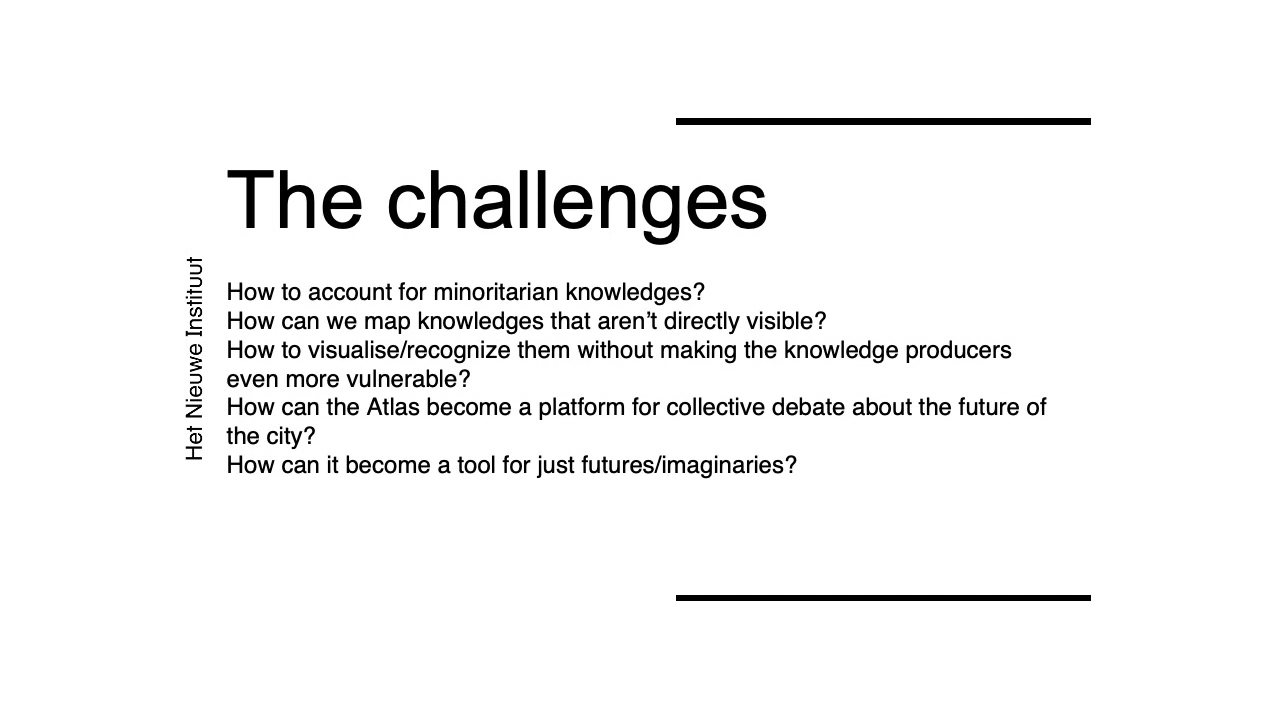 The challenges
Het Nieuwe Instituut
How to account for minoritarian knowledges?
How can we map knowledges that aren’t directly visible?
How to visualise/recognize them without making the knowledge producers
even more vulnerable?
How can the Atlas become a platform for collective debate about the future of
the city?
How can it become a tool for just futures/imaginaries?